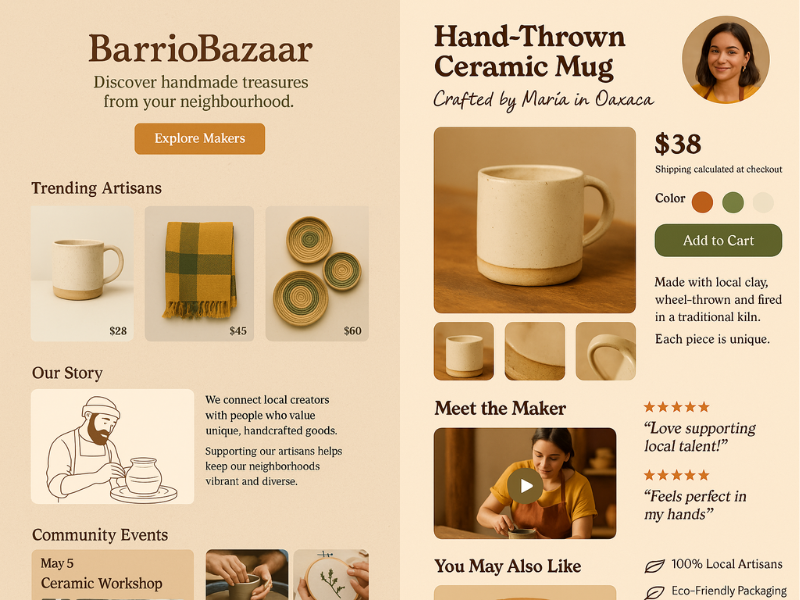 BarrioBazaar
Discover handmade treasures
from your neighbourhood.
Explore Makers
Trending Artisans
$28
$45
$60
Our Story
We connect local creators
with people who value
unique, handcrafted goods.
Supporting our artisans helps
keep our neighborhoods
vibrant and diverse.
Community Events
May 5
Ceramic Workshop
Hand-Thrown
Ceramic Mug
Crafted by María in Oaxaca
$38
Shipping calculated at checkout
Color
Add to Cart
Made with local clay,
wheel-thrown and fired
in a traditional kiln.
Each piece is unique.
Meet the Maker
“Love supporting
local talent!”
“Feels perfect in
my hands”
You May Also Like
100% Local Artisans
Eco-Friendly Packaging